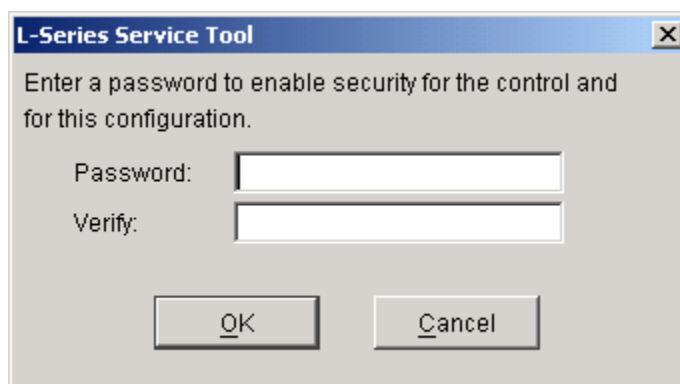 L-Series Service Tool
Enter a password to enable security for the control and
for this configuration.
Password:
Verify:
OK
Cancel